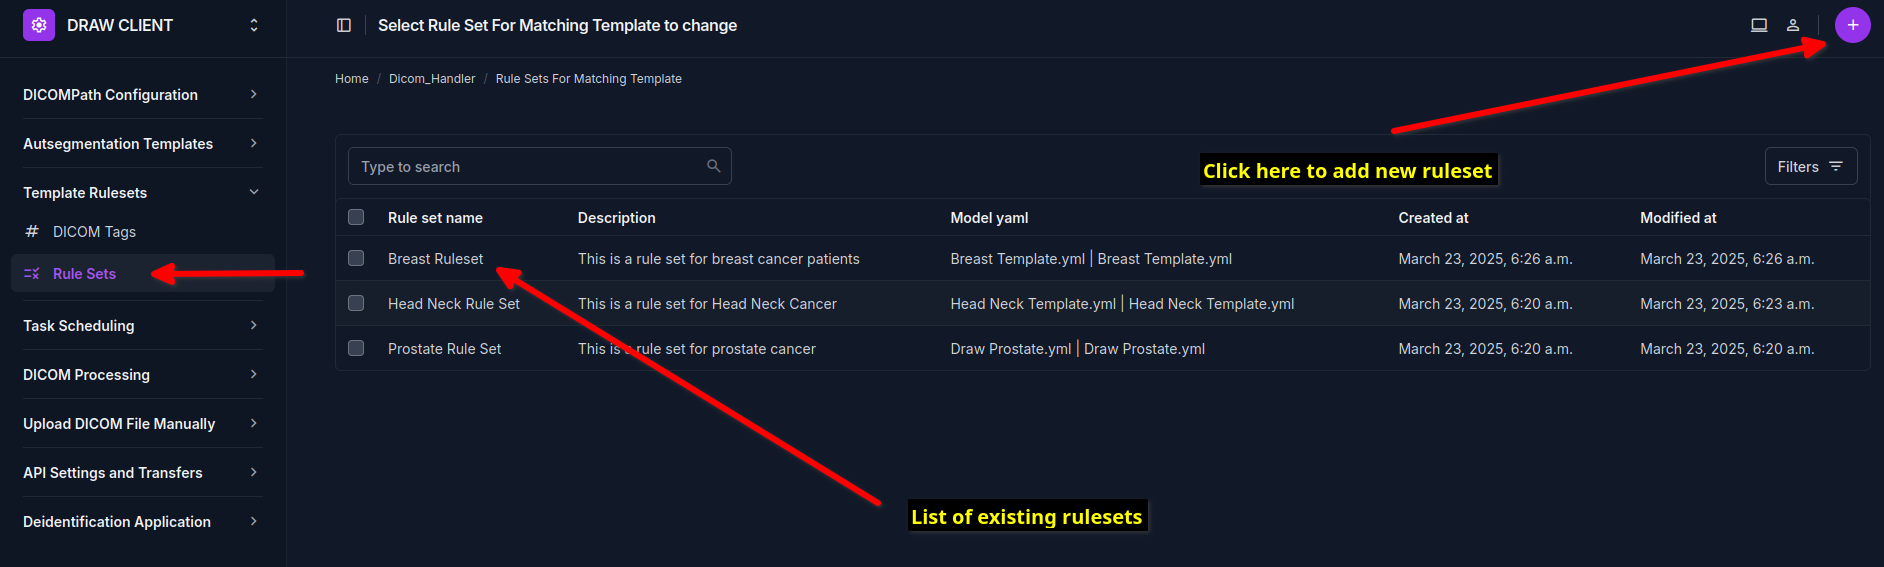 DRAW CLIENT
Select Rule Set For Matching Template to change
+
Home / Dicom_Handler / Rule Sets For Matching Template
DICOMPath Configuration
Autsegmentation Templates
Template Rulesets
# DICOM Tags
Rule Sets
Task Scheduling
DICOM Processing
Upload DICOM File Manually
API Settings and Transfers
Deidentification Application
Type to search
Click here to add new ruleset
Filters
Rule set name Description Model yaml Created at Modified at
Breast Ruleset This is a rule set for breast cancer patients Breast Template.yml | Breast Template.yml March 23, 2025, 6:26 a.m. March 23, 2025, 6:26 a.m.
Head Neck Rule Set This is a rule set for Head Neck Cancer Head Neck Template.yml | Head Neck Template.yml March 23, 2025, 6:20 a.m. March 23, 2025, 6:23 a.m.
Prostate Rule Set This is a rule set for prostate cancer Draw Prostate.yml | Draw Prostate.yml March 23, 2025, 6:20 a.m. March 23, 2025, 6:20 a.m.
List of existing rulesets